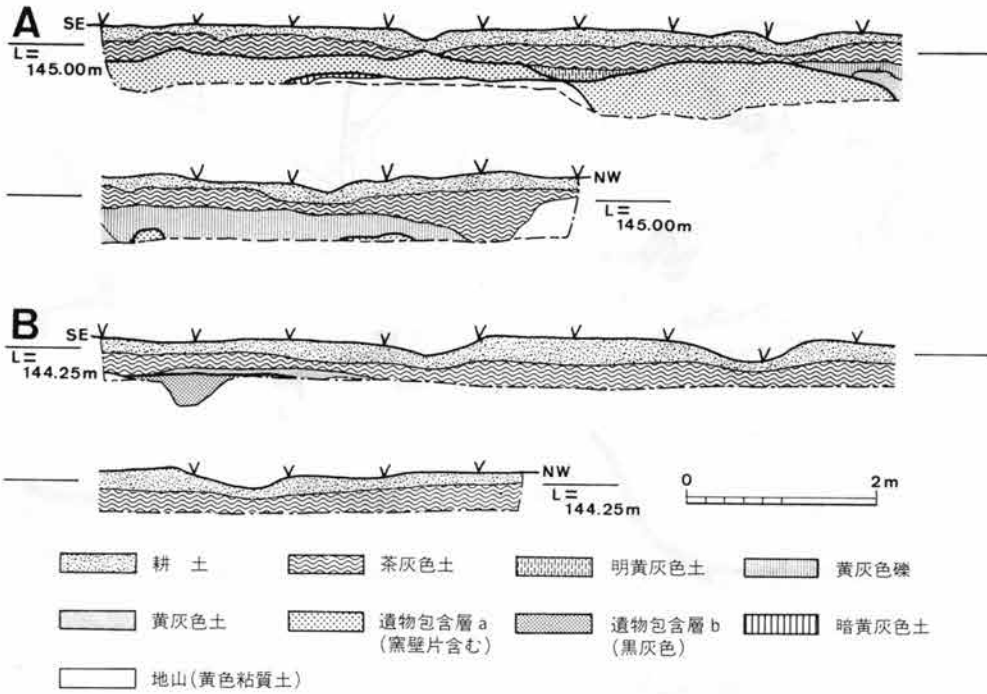 A
SE
L=
145.00m
NW
L=
145.00m
B
SE
L=
144.25m
NW
L=
144.25m
0 2m
耕 土
茶灰色土
明黄灰色土
黄灰色礫
黄灰色土
遺物包含層a
(窯壁片含む)
遺物包含層b
(黒灰色)
暗黄灰色土
地山(黄色粘質土)